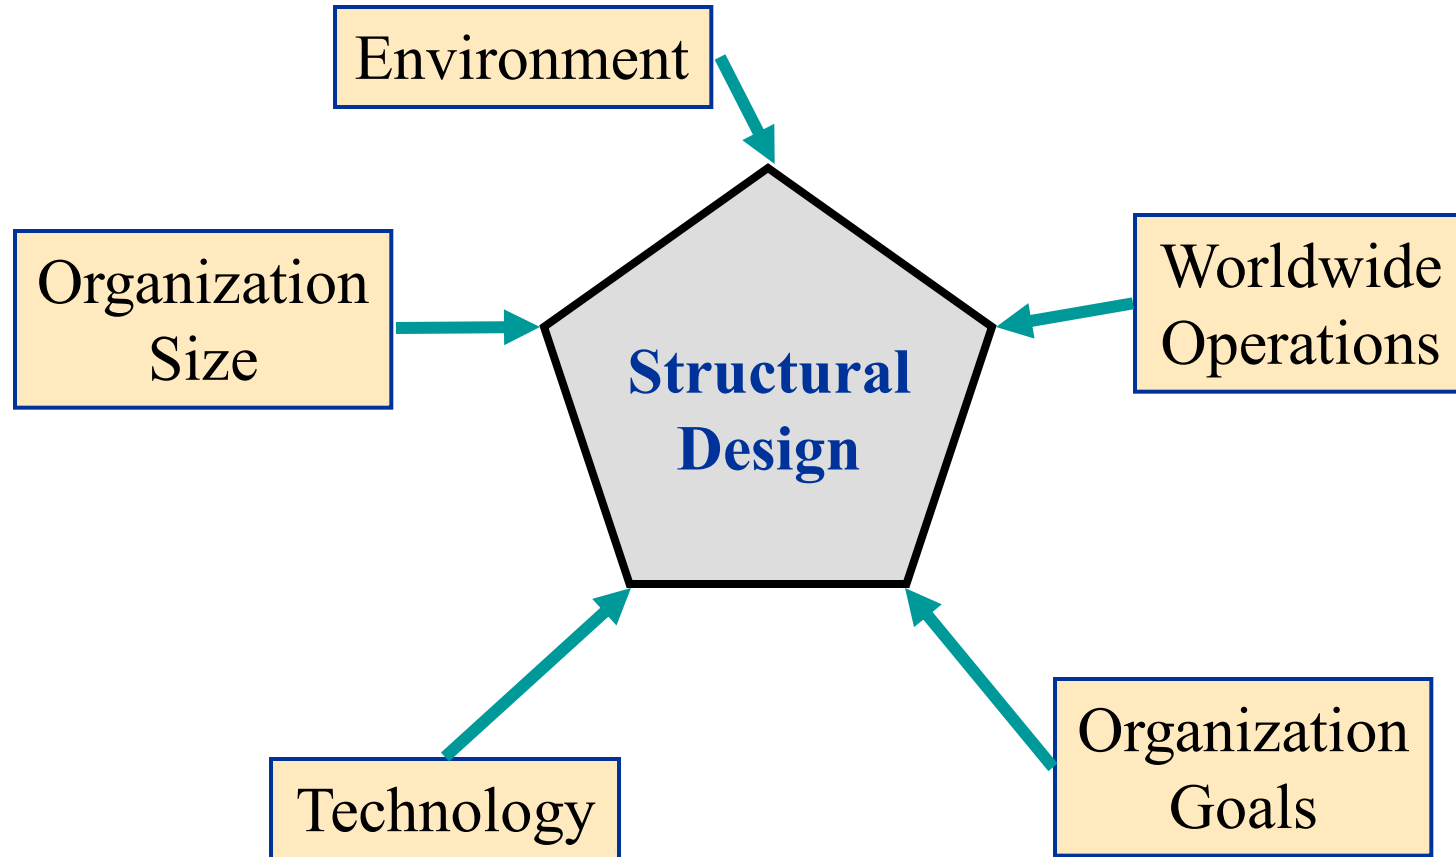 Environment
Organization
Size
Worldwide
Operations
Structural
Design
Technology
Organization
Goals